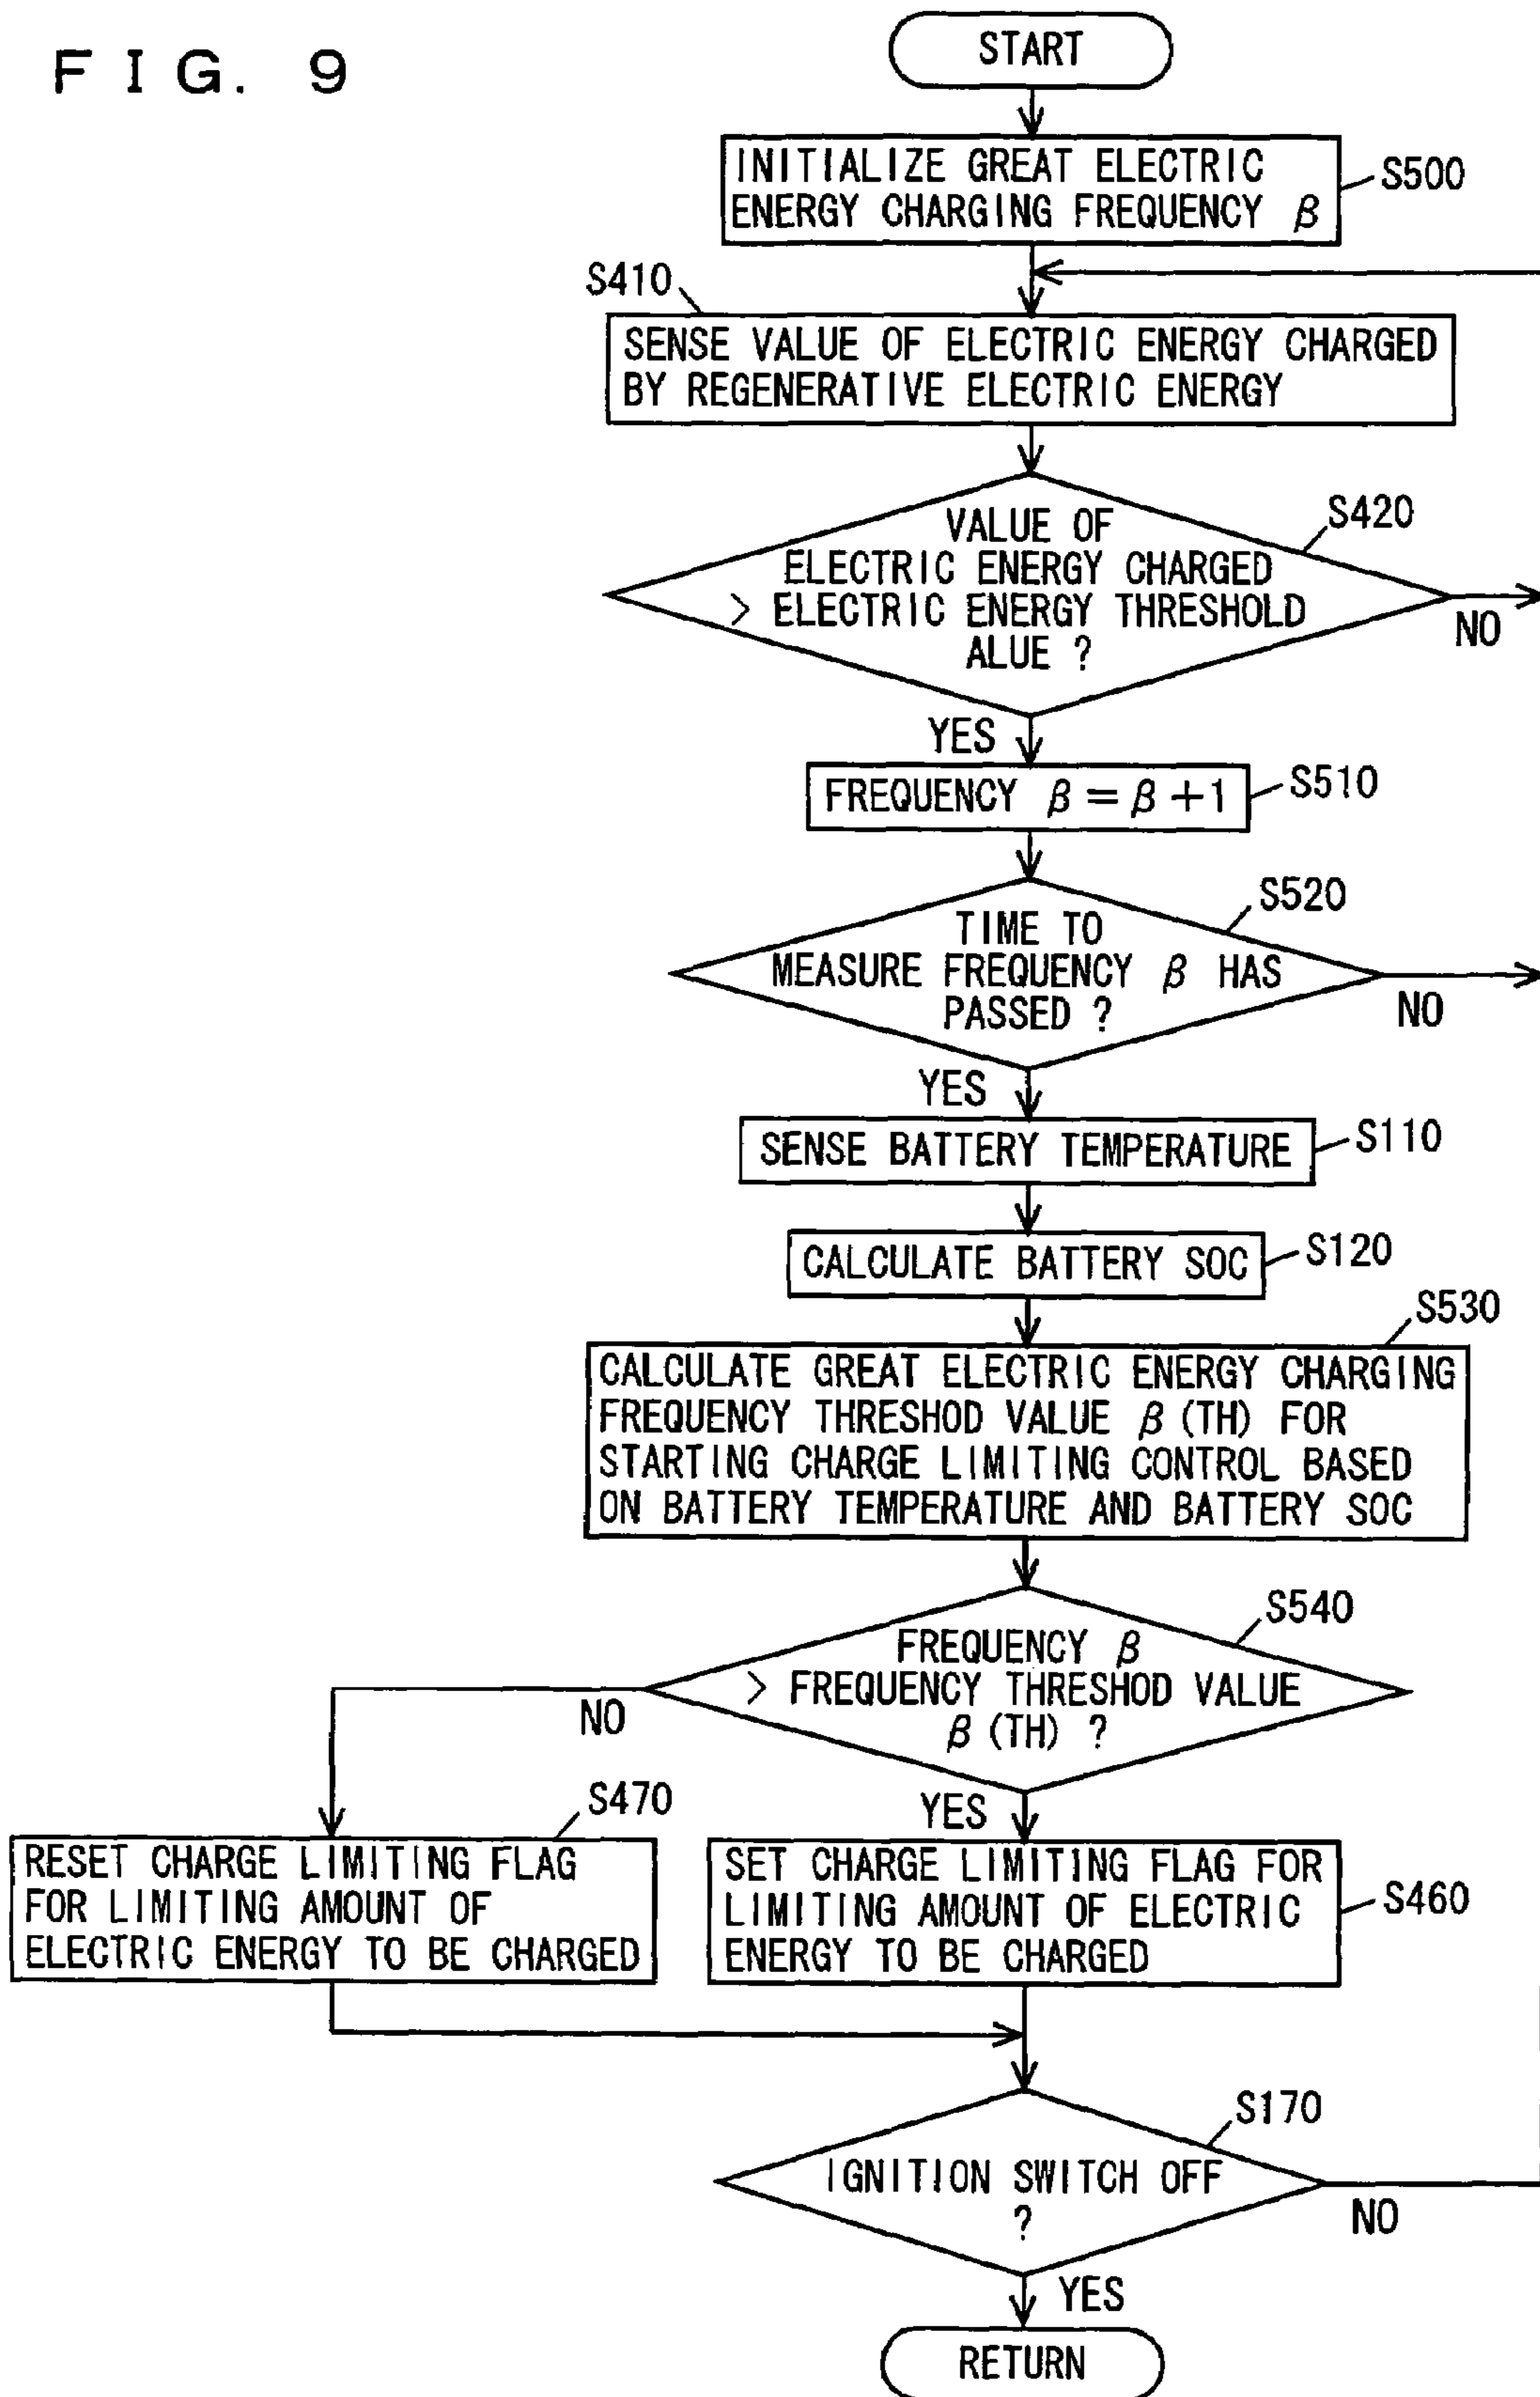 FIG. 9
START
INITIALIZE GREAT ELECTRIC
ENERGY CHARGING FREQUENCY β
S500
S410
SENSE VALUE OF ELECTRIC ENERGY CHARGED
BY REGENERATIVE ELECTRIC ENERGY
S420
VALUE OF
ELECTRIC ENERGY CHARGED
> ELECTRIC ENERGY THRESHOLD
ALUE ?
NO
YES
FREQUENCY β = β +1
S510
S520
TIME TO
MEASURE FREQUENCY β HAS
PASSED ?
NO
YES
SENSE BATTERY TEMPERATURE
S110
CALCULATE BATTERY SOC
S120
S530
CALCULATE GREAT ELECTRIC ENERGY CHARGING
FREQUENCY THRESHOD VALUE β (TH) FOR
STARTING CHARGE LIMITING CONTROL BASED
ON BATTERY TEMPERATURE AND BATTERY SOC
S540
FREQUENCY β
> FREQUENCY THRESHOD VALUE
β (TH) ?
NO
YES
S470
RESET CHARGE LIMITING FLAG
FOR LIMITING AMOUNT OF
ELECTRIC ENERGY TO BE CHARGED
SET CHARGE LIMITING FLAG FOR
LIMITING AMOUNT OF ELECTRIC
ENERGY TO BE CHARGED
S460
S170
IGNITION SWITCH OFF
?
NO
YES
RETURN